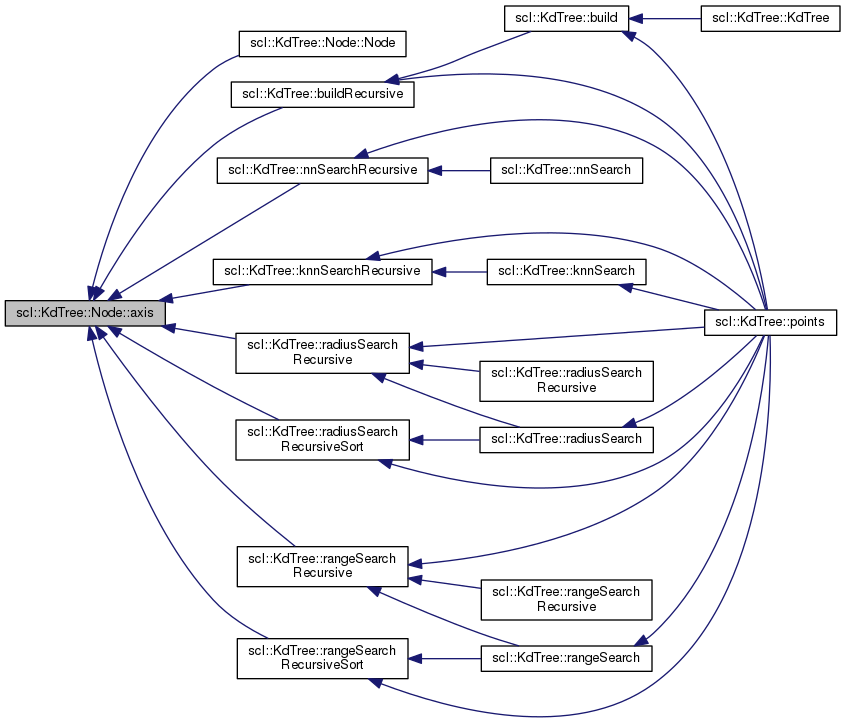 scl::KdTree::build
scl::KdTree::KdTree
scl::KdTree::Node::Node
scl::KdTree::buildRecursive
scl::KdTree::nnSearchRecursive
scl::KdTree::nnSearch
scl::KdTree::knnSearchRecursive
scl::KdTree::knnSearch
scl::KdTree::Node::axis
scl::KdTree::points
scl::KdTree::radiusSearch
Recursive
scl::KdTree::radiusSearch
Recursive
scl::KdTree::radiusSearch
RecursiveSort
scl::KdTree::radiusSearch
scl::KdTree::rangeSearch
Recursive
scl::KdTree::rangeSearch
Recursive
scl::KdTree::rangeSearch
RecursiveSort
scl::KdTree::rangeSearch